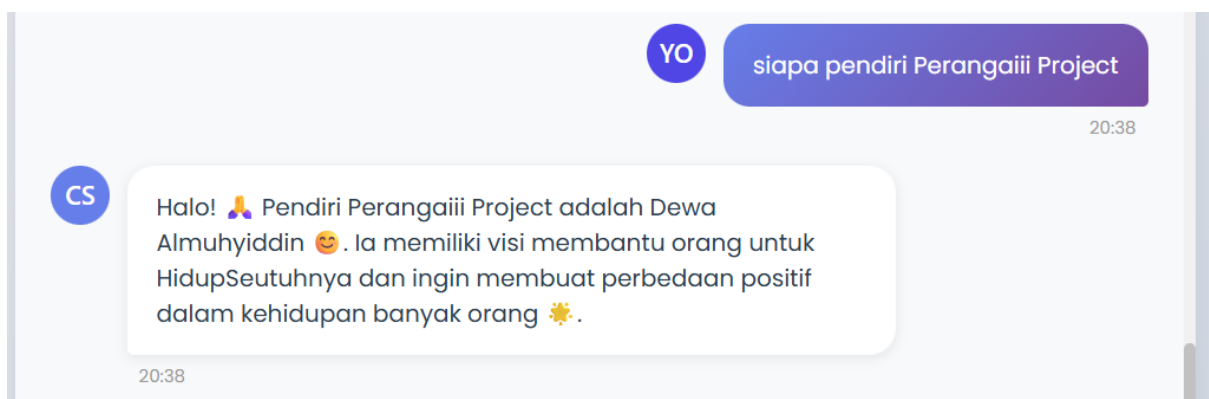 YO
siapa pendiri Perangaiii Project
20:38
CS
Halo! 🙏 Pendiri Perangaiii Project adalah Dewa
Almuhyiddin 😊. Ia memiliki visi membantu orang untuk
HidupSeutuhnya dan ingin membuat perbedaan positif
dalam kehidupan banyak orang 🌟.
20:38